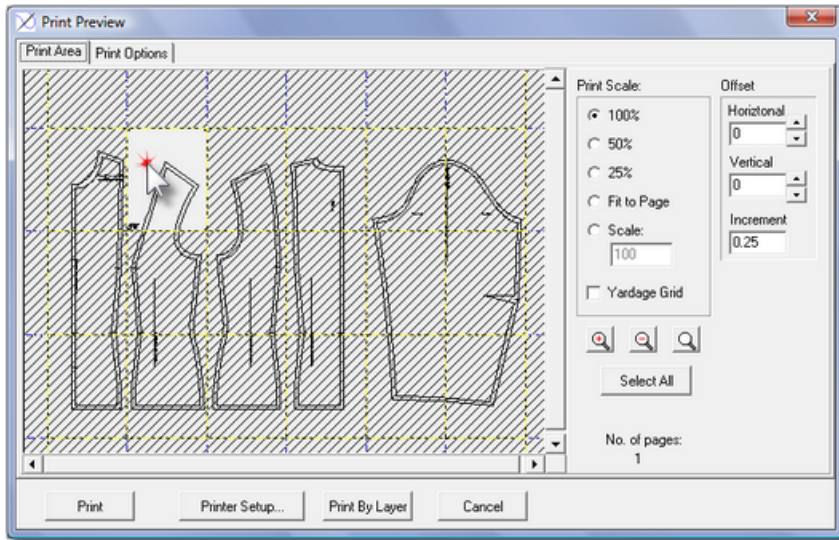 Print Preview
Print Area
Print Options
Print Scale:
100%
50%
25%
Fit to Page
Scale:
100
Yardage Grid
Offset
Horiztonal
0
Vertical
0
Increment
0.25
Select All
No. of pages:
1
Print
Printer Setup...
Print By Layer
Cancel